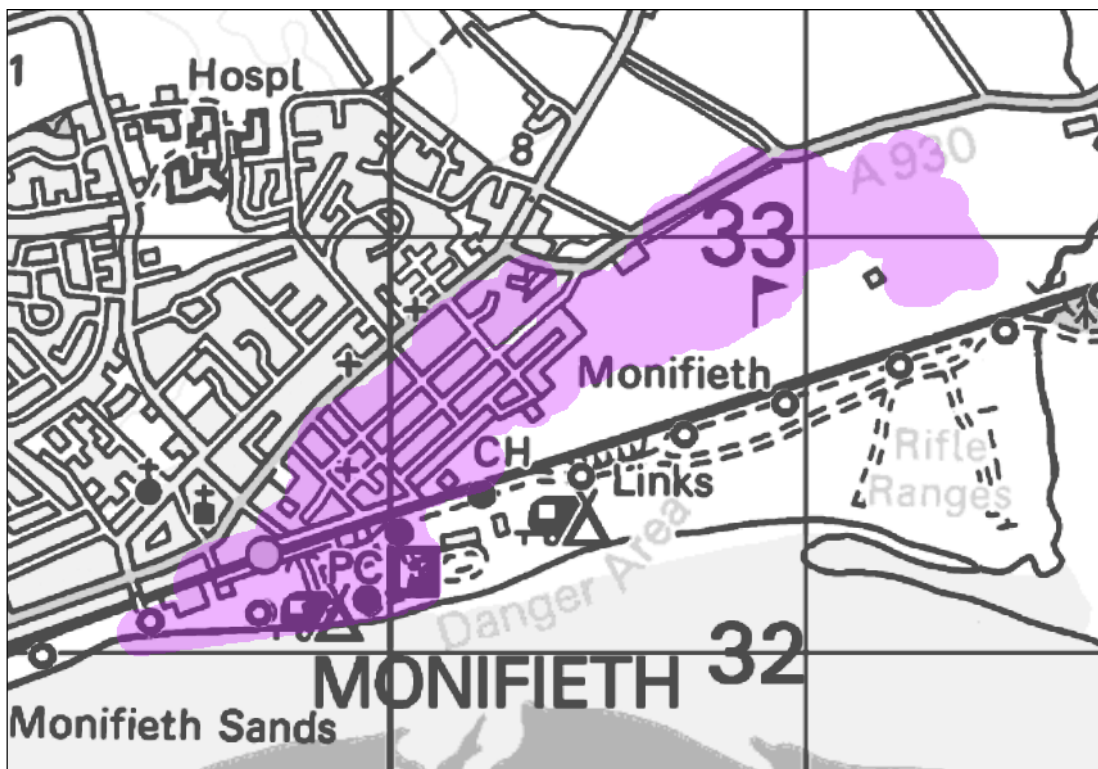 1
Hospl
8
A 930
33
Monifieth
CH
Links
Rifle
Ranges
PC
Danger Area
32
MONIFIETH
Monifieth Sands